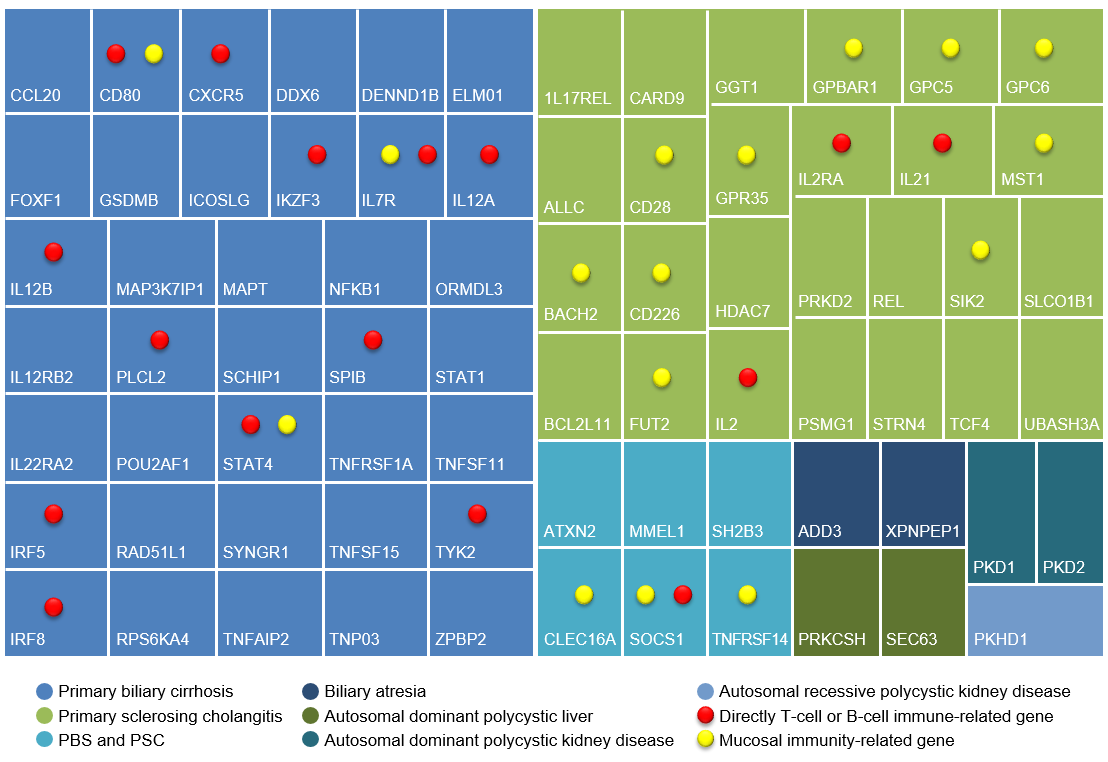 CCL20 CD80 CXCR5 DDX6 DENND1B ELM01
FOXF1 GSDMB ICOSLG IKZF3 IL7R IL12A
IL12B MAP3K7IP1 MAPT NFKB1 ORMDL3
IL12RB2 PLCL2 SCHIP1 SPIB STAT1
IL22RA2 POU2AF1 STAT4 TNFRSF1A TNFSF11
IRF5 RAD51L1 SYNGR1 TNFSF15 TYK2
IRF8 RPS6KA4 TNFAIP2 TNP03 ZPBP2
1L17REL CARD9 GGT1 GPBAR1 GPC5 GPC6
ALLC CD28 GPR35 IL2RA IL21 MST1
BACH2 CD226 HDAC7 PRKD2 REL SIK2 SLCO1B1
BCL2L11 FUT2 IL2 PSMG1 STRN4 TCF4 UBASH3A
ATXN2 MMEL1 SH2B3 ADD3 XPNPEP1 PKD1 PKD2
CLEC16A SOCS1 TNFRSF14 PRKCSH SEC63 PKHD1
Primary biliary cirrhosis
Primary sclerosing cholangitis
PBS and PSC
Biliary atresia
Autosomal dominant polycystic liver
Autosomal dominant polycystic kidney disease
Autosomal recessive polycystic kidney disease
Directly T-cell or B-cell immune-related gene
Mucosal immunity-related gene